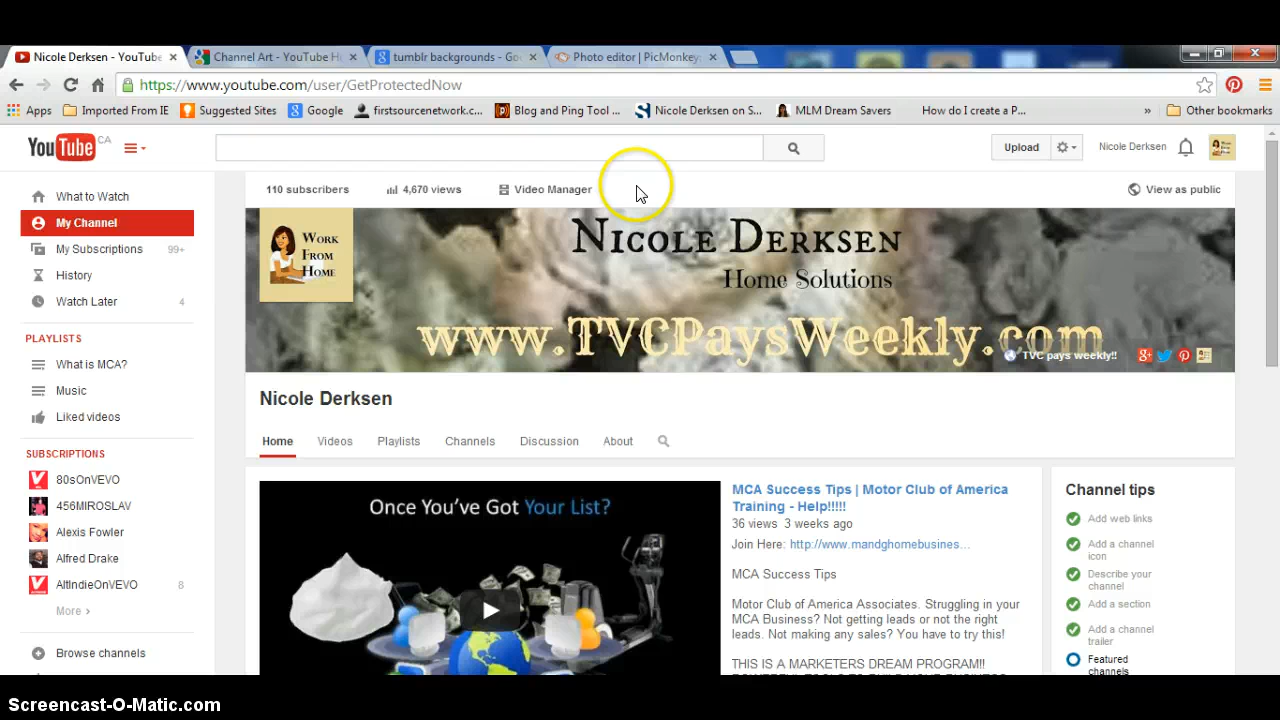 Nicole Derksen - YouTube
Channel Art - YouTube H
tumblr backgrounds - Go
Photo editor | PicMonkey
https://www.youtube.com/user/GetProtectedNow
Apps
Imported From IE
Suggested Sites
Google
firstsourcenetwork.c...
Blog and Ping Tool ...
Nicole Derksen on S...
MLM Dream Savers
How do I create a P...
»
Other bookmarks
YouTube CA
Upload
Nicole Derksen
110 subscribers
4,670 views
Video Manager
View as public
What to Watch
My Channel
My Subscriptions 99+
History
Watch Later 4
PLAYLISTS
What is MCA?
Music
Liked videos
SUBSCRIPTIONS
80sOnVEVO
456MIROSLAV
Alexis Fowler
Alfred Drake
AltIndieOnVEVO 8
More ›
Browse channels
Work
From
Home
Nicole Derksen
Home Solutions
www.TVCPaysWeekly.com
TVC pays weekly!!
Nicole Derksen
Home
Videos
Playlists
Channels
Discussion
About
Once You've Got Your List?
MCA Success Tips | Motor Club of America
Training - Help!!!!!
36 views 3 weeks ago
Join Here: http://www.mandghomebusines...
MCA Success Tips
Motor Club of America Associates. Struggling in your
MCA Business? Not getting leads or not the right
leads. Not making any sales? You have to try this!
THIS IS A MARKETERS DREAM PROGRAM!!
Channel tips
Add web links
Add a channel
icon
Describe your
channel
Add a section
Add a channel
trailer
Featured
channels
Screencast-O-Matic.com